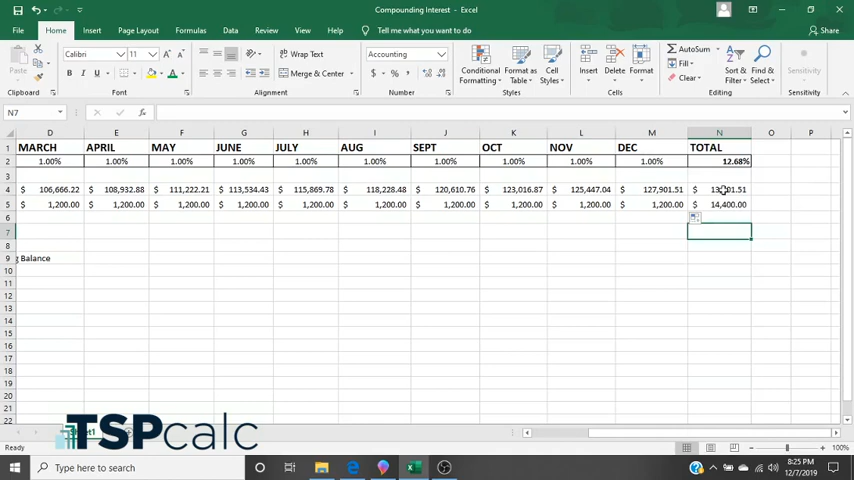 Compounding Interest - Excel
File Home Insert Page Layout Formulas Data Review View Help Tell me what you want to do Share
Paste Calibri 11 Wrap Text Accounting Conditional Format as Cell Insert Delete Format AutoSum Sort & Find & Sensitivity
B I U Merge & Center $ % Formatting Table Styles Fill Clear Filter Select
Clipboard Font Alignment Number Styles Cells Editing Sensitivity
N7
D E F G H I J K L M N O P
1 MARCH APRIL MAY JUNE JULY AUG SEPT OCT NOV DEC TOTAL
2 1.00% 1.00% 1.00% 1.00% 1.00% 1.00% 1.00% 1.00% 1.00% 1.00% 12.68%
3
4 $ 106,666.22 $ 108,932.88 $ 111,222.21 $ 113,534.43 $ 115,869.78 $ 118,228.48 $ 120,610.76 $ 123,016.87 $ 125,447.04 $ 127,901.51 $
5 $ 1,200.00 $ 1,200.00 $ 1,200.00 $ 1,200.00 $ 1,200.00 $ 1,200.00 $ 1,200.00 $ 1,200.00 $ 1,200.00 $ 1,200.00 $ 14,400.00
6
7
8
9 g Balance
10
11
12
13
14
15
16
17
18
19
20
21
22
TSPcalc
Ready 100%
Type here to search
8:25 PM
12/7/2019